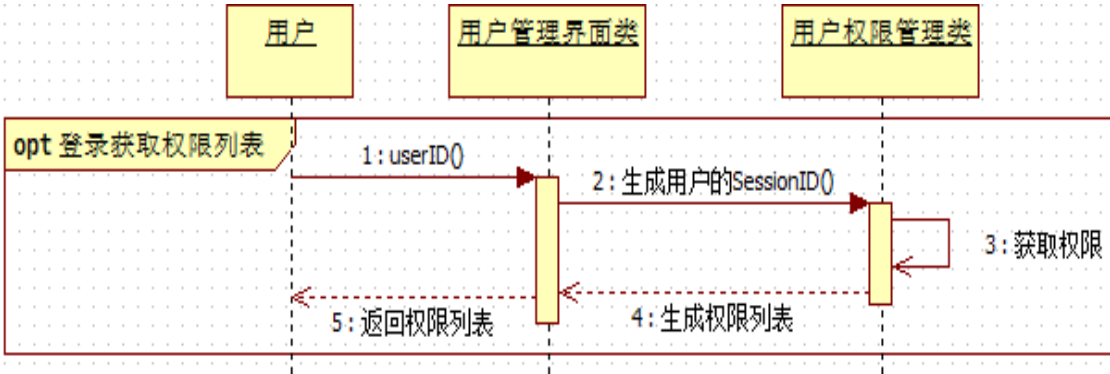 用户
用户管理界面类
用户权限管理类
opt 登录获取权限列表
1 : userID()
2 : 生成用户的SessionID()
3 : 获取权限
4 : 生成权限列表
5 : 返回权限列表